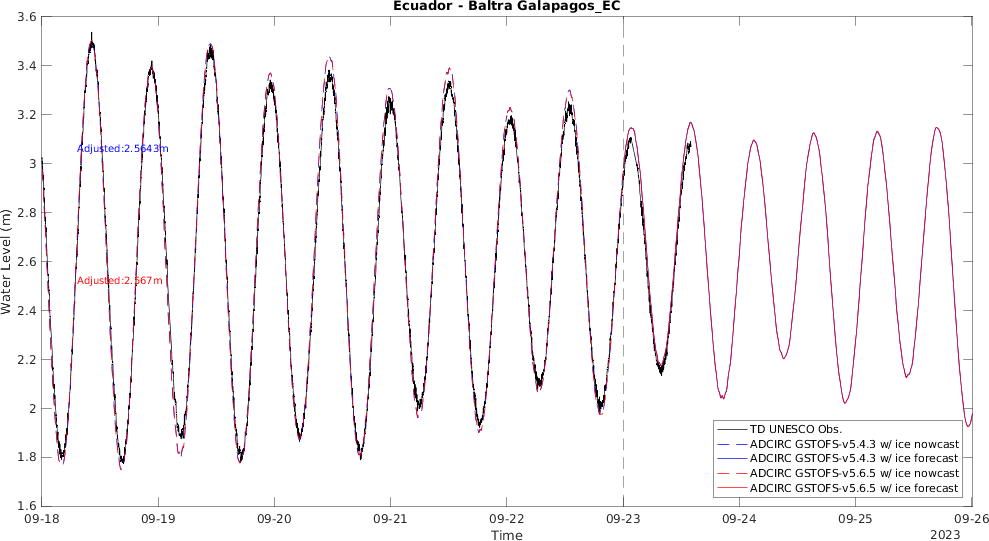 Ecuador - Baltra Galapagos_EC
3.6
3.4
3.2
3
2.8
2.6
2.4
2.2
2
1.8
1.6
Water Level (m)
Adjusted:2.5643m
Adjusted:2.567m
TD UNESCO Obs.
ADCIRC GSTOFS-v5.4.3 w/ ice nowcast
ADCIRC GSTOFS-v5.4.3 w/ ice forecast
ADCIRC GSTOFS-v5.6.5 w/ ice nowcast
ADCIRC GSTOFS-v5.6.5 w/ ice forecast
09-18 09-19 09-20 09-21 09-22 09-23 09-24 09-25 09-26
Time
2023